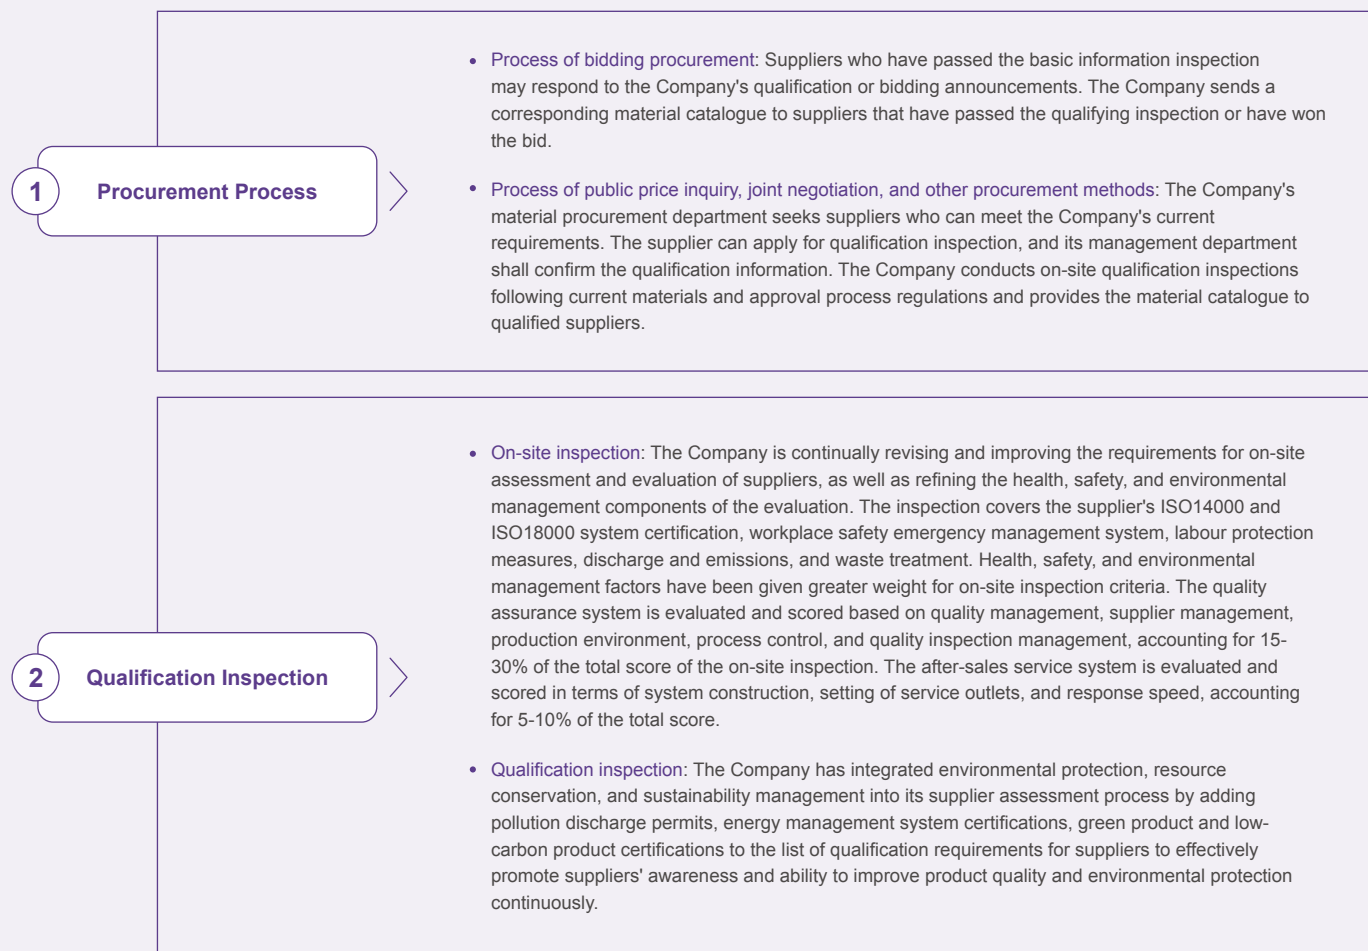 1
Procurement Process
• Process of bidding procurement: Suppliers who have passed the basic information inspection
may respond to the Company's qualification or bidding announcements. The Company sends a
corresponding material catalogue to suppliers that have passed the qualifying inspection or have won
the bid.
• Process of public price inquiry, joint negotiation, and other procurement methods: The Company's
material procurement department seeks suppliers who can meet the Company's current
requirements. The supplier can apply for qualification inspection, and its management department
shall confirm the qualification information. The Company conducts on-site qualification inspections
following current materials and approval process regulations and provides the material catalogue to
qualified suppliers.
2
Qualification Inspection
• On-site inspection: The Company is continually revising and improving the requirements for on-site
assessment and evaluation of suppliers, as well as refining the health, safety, and environmental
management components of the evaluation. The inspection covers the supplier's ISO14000 and
ISO18000 system certification, workplace safety emergency management system, labour protection
measures, discharge and emissions, and waste treatment. Health, safety, and environmental
management factors have been given greater weight for on-site inspection criteria. The quality
assurance system is evaluated and scored based on quality management, supplier management,
production environment, process control, and quality inspection management, accounting for 15-
30% of the total score of the on-site inspection. The after-sales service system is evaluated and
scored in terms of system construction, setting of service outlets, and response speed, accounting
for 5-10% of the total score.
• Qualification inspection: The Company has integrated environmental protection, resource
conservation, and sustainability management into its supplier assessment process by adding
pollution discharge permits, energy management system certifications, green product and low-
carbon product certifications to the list of qualification requirements for suppliers to effectively
promote suppliers' awareness and ability to improve product quality and environmental protection
continuously.